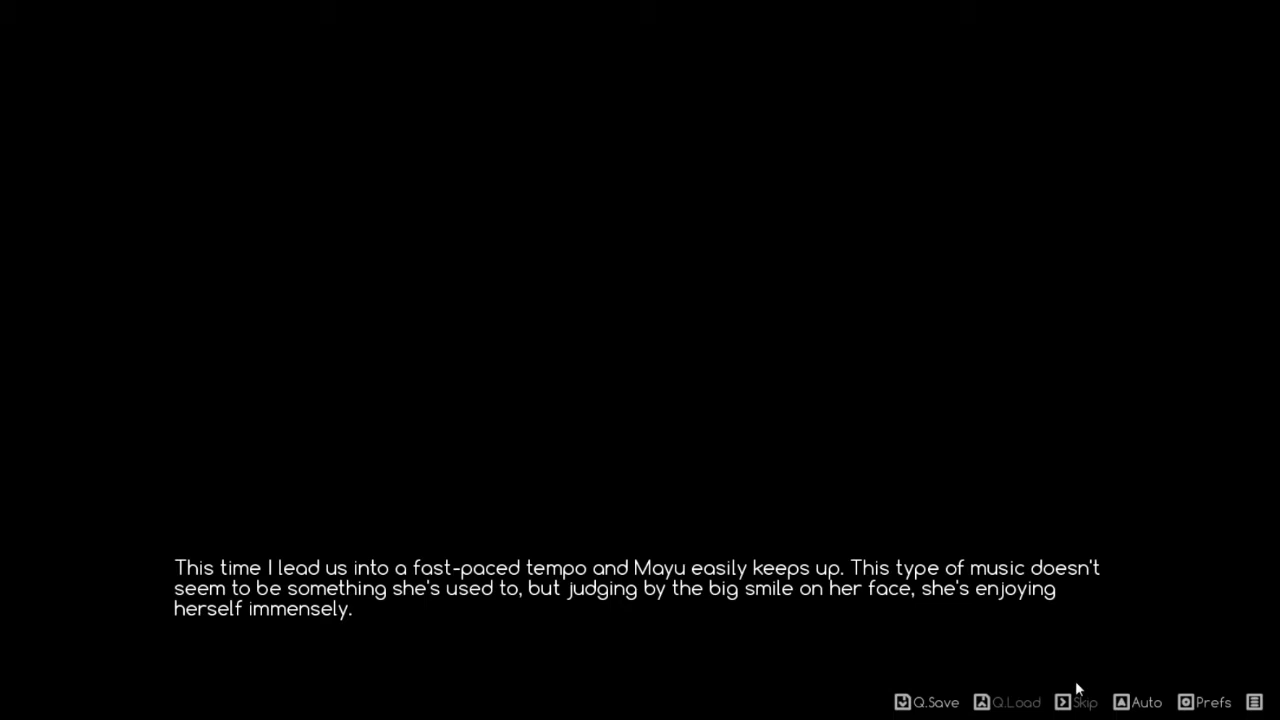 This time I lead us into a fast-paced tempo and Mayu easily keeps up. This type of music doesn't
seem to be something she's used to, but judging by the big smile on her face, she's enjoying
herself immensely.
Q.Save Q.Load Skip Auto Prefs